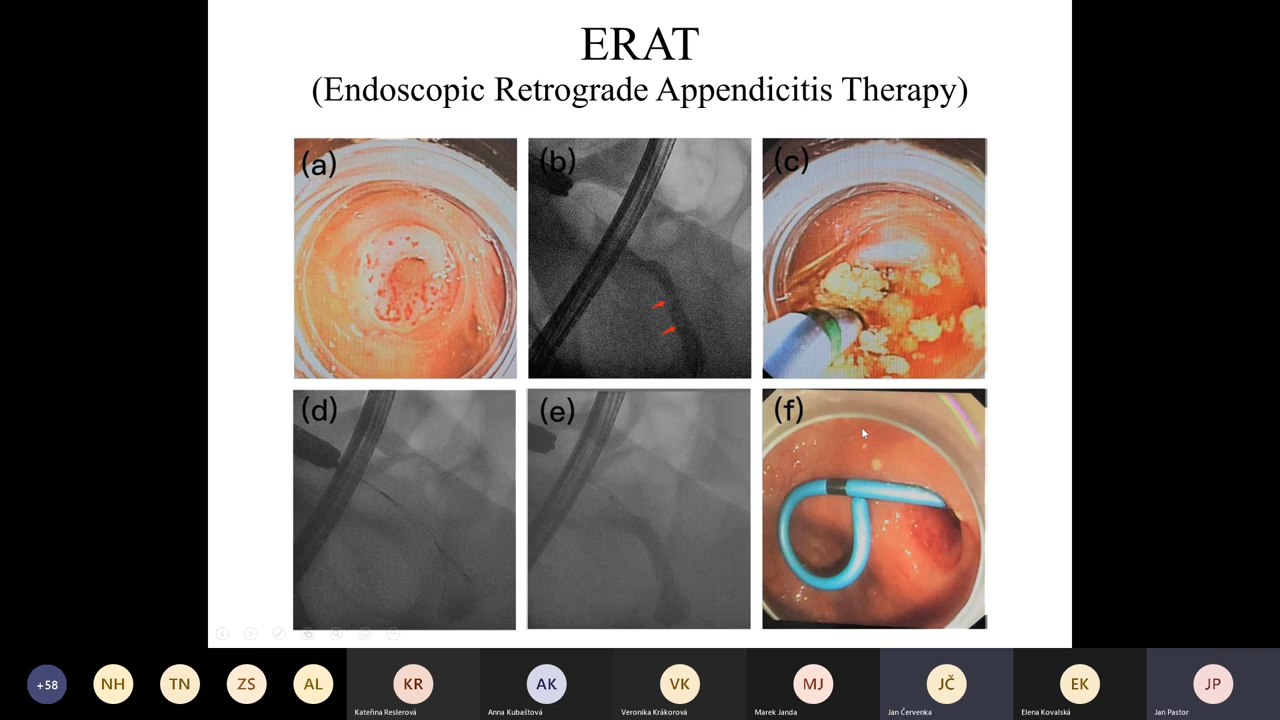 ERAT
(Endoscopic Retrograde Appendicitis Therapy)
(a)
(b)
(c)
(d)
(e)
(f)
+58
NH
TN
ZS
AL
KR
AK
VK
MJ
JČ
EK
JP
Kateřina Reslerová
Anna Kubaštová
Veronika Krákorová
Marek Janda
Jan Červenka
Elena Kovalská
Jan Pastor